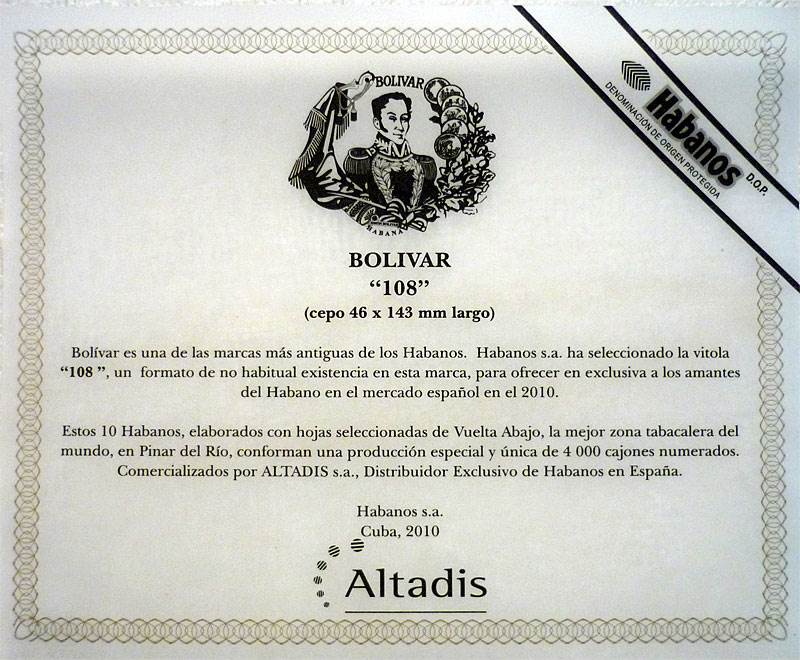 BOLIVAR
HABANA
Habanos D.O.P.
DENOMINACIÓN DE ORIGEN PROTEGIDA
BOLIVAR
“108”
(cepo 46 x 143 mm largo)
Bolívar es una de las marcas más antiguas de los Habanos. Habanos s.a. ha seleccionado la vitola
“108 ”, un formato de no habitual existencia en esta marca, para ofrecer en exclusiva a los amantes
del Habano en el mercado español en el 2010.
Estos 10 Habanos, elaborados con hojas seleccionadas de Vuelta Abajo, la mejor zona tabacalera del
mundo, en Pinar del Río, conforman una producción especial y única de 4 000 cajones numerados.
Comercializados por ALTADIS s.a., Distribuidor Exclusivo de Habanos en España.
Habanos s.a.
Cuba, 2010
Altadis